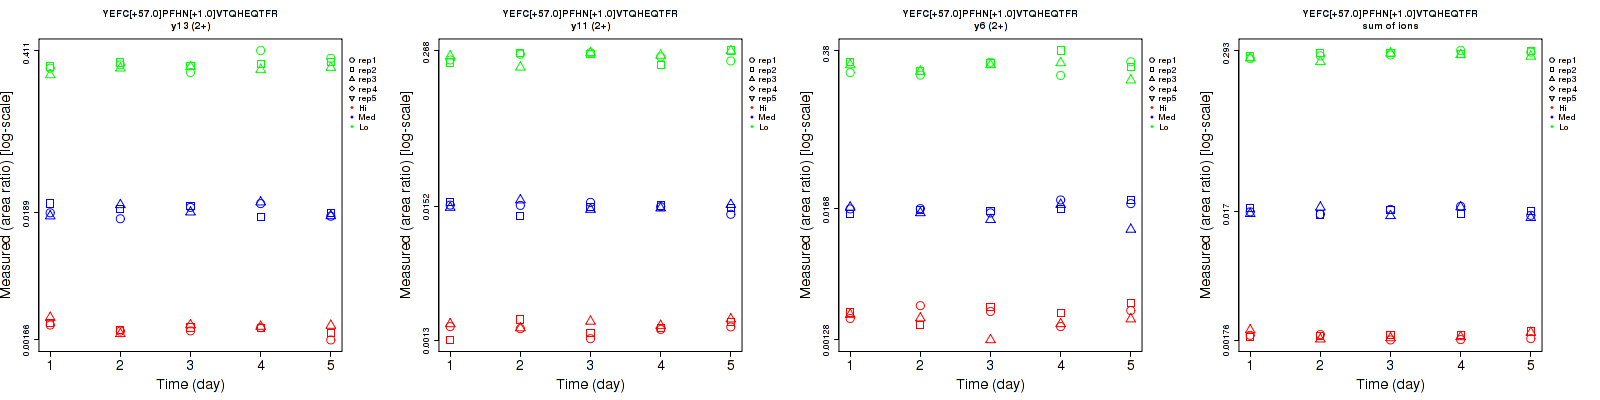 YEFC[+57.0]PFHN[+1.0]VTQHEQTFR
y13 (2+)
Measured (area ratio) [log-scale]
0.411
0.0189
0.00166
1 2 3 4 5
Time (day)
rep1
rep2
rep3
rep4
rep5
Hi
Med
Lo
YEFC[+57.0]PFHN[+1.0]VTQHEQTFR
y11 (2+)
Measured (area ratio) [log-scale]
0.268
0.0152
0.0013
1 2 3 4 5
Time (day)
rep1
rep2
rep3
rep4
rep5
Hi
Med
Lo
YEFC[+57.0]PFHN[+1.0]VTQHEQTFR
y6 (2+)
Measured (area ratio) [log-scale]
0.38
0.0168
0.00128
1 2 3 4 5
Time (day)
rep1
rep2
rep3
rep4
rep5
Hi
Med
Lo
YEFC[+57.0]PFHN[+1.0]VTQHEQTFR
sum of ions
Measured (area ratio) [log-scale]
0.293
0.017
0.00176
1 2 3 4 5
Time (day)
rep1
rep2
rep3
rep4
rep5
Hi
Med
Lo